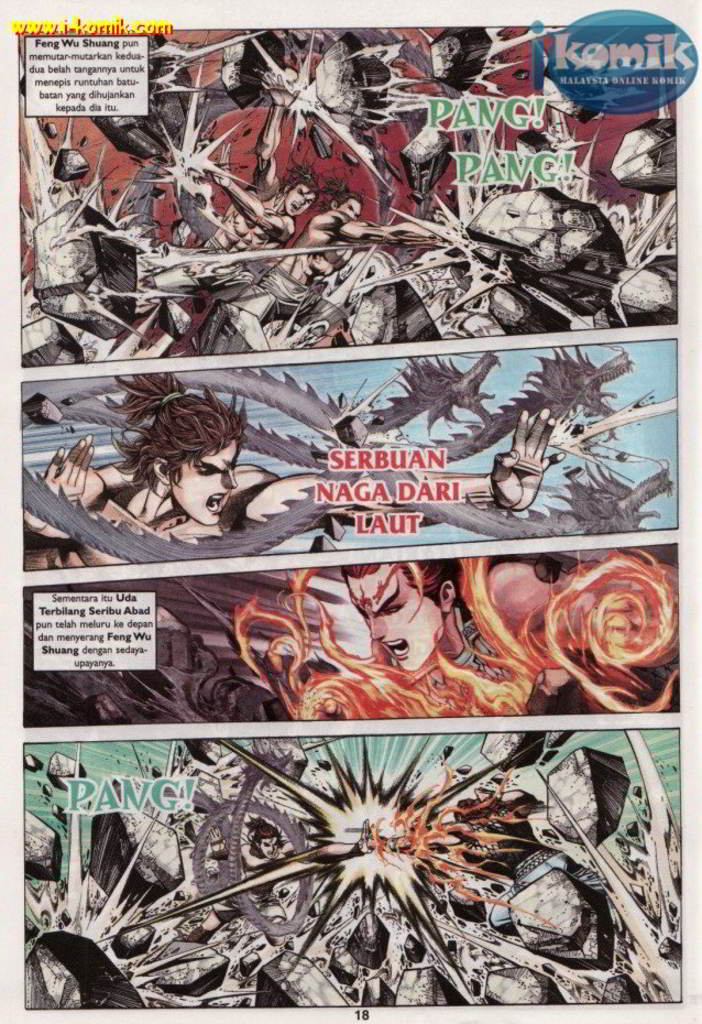 www.i-komik.com
Feng Wu Shuang pun
memutar-mutarkan kedua-
dua belah tangannya untuk
menepis runtuhan batu-
batan yang dihujankan
kepada dia itu.
ikomik
MALAYSIA ONLINE KOMIK
PANG!
PANG!
SERBUAN
NAGA DARI
LAUT
Sementara itu Uda
Terbilang Seribu Abad
pun telah meluru ke depan
dan menyerang Feng Wu
Shuang dengan sedaya-
upayanya.
PANG!
18